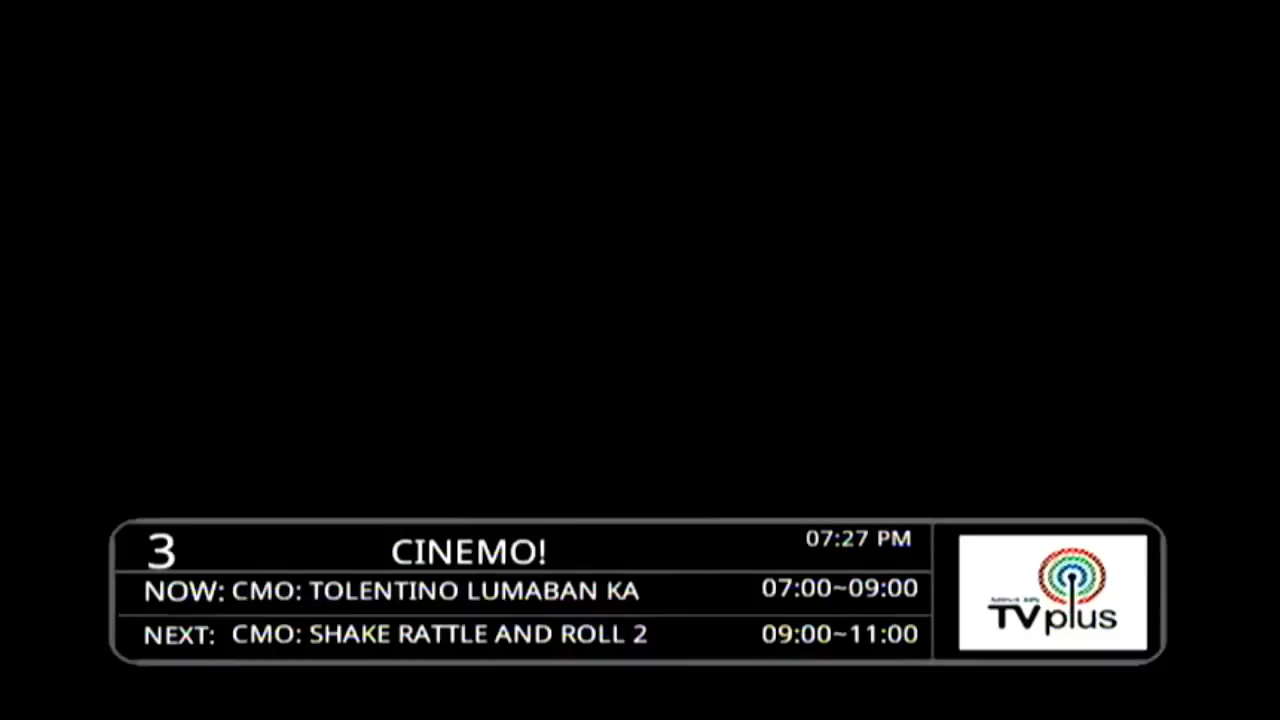 3 CINEMO! 07:27 PM
NOW: CMO: TOLENTINO LUMABAN KA 07:00~09:00
NEXT: CMO: SHAKE RATTLE AND ROLL 2 09:00~11:00
TVplus